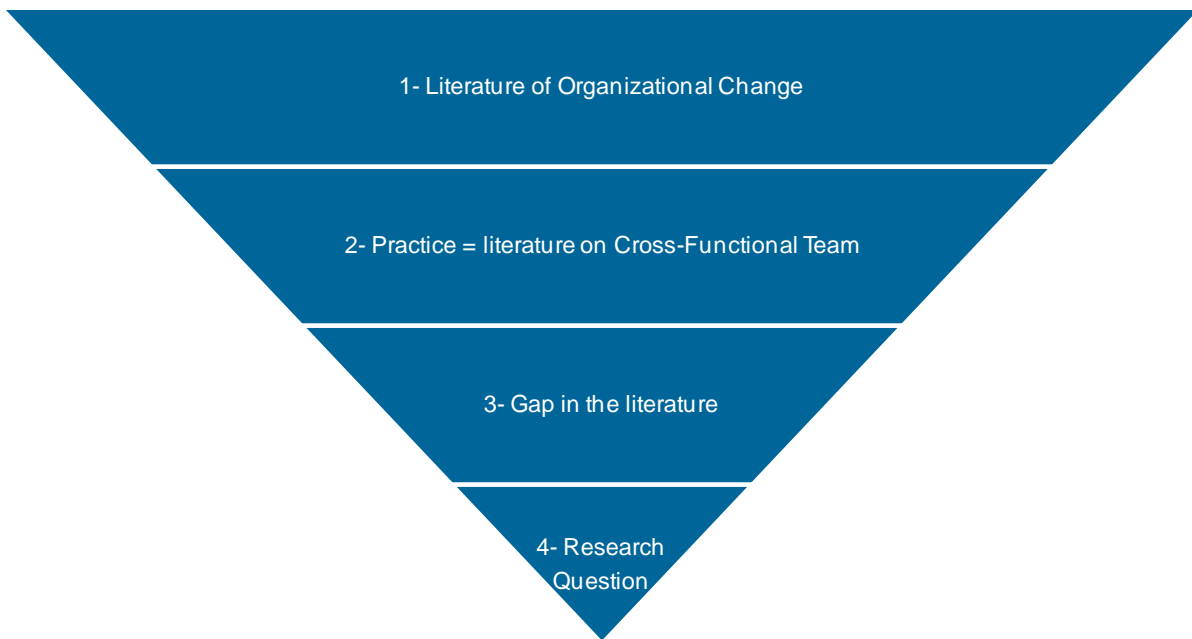 1- Literature of Organizational Change
2- Practice = literature on Cross-Functional Team
3- Gap in the literature
4- Research
Question